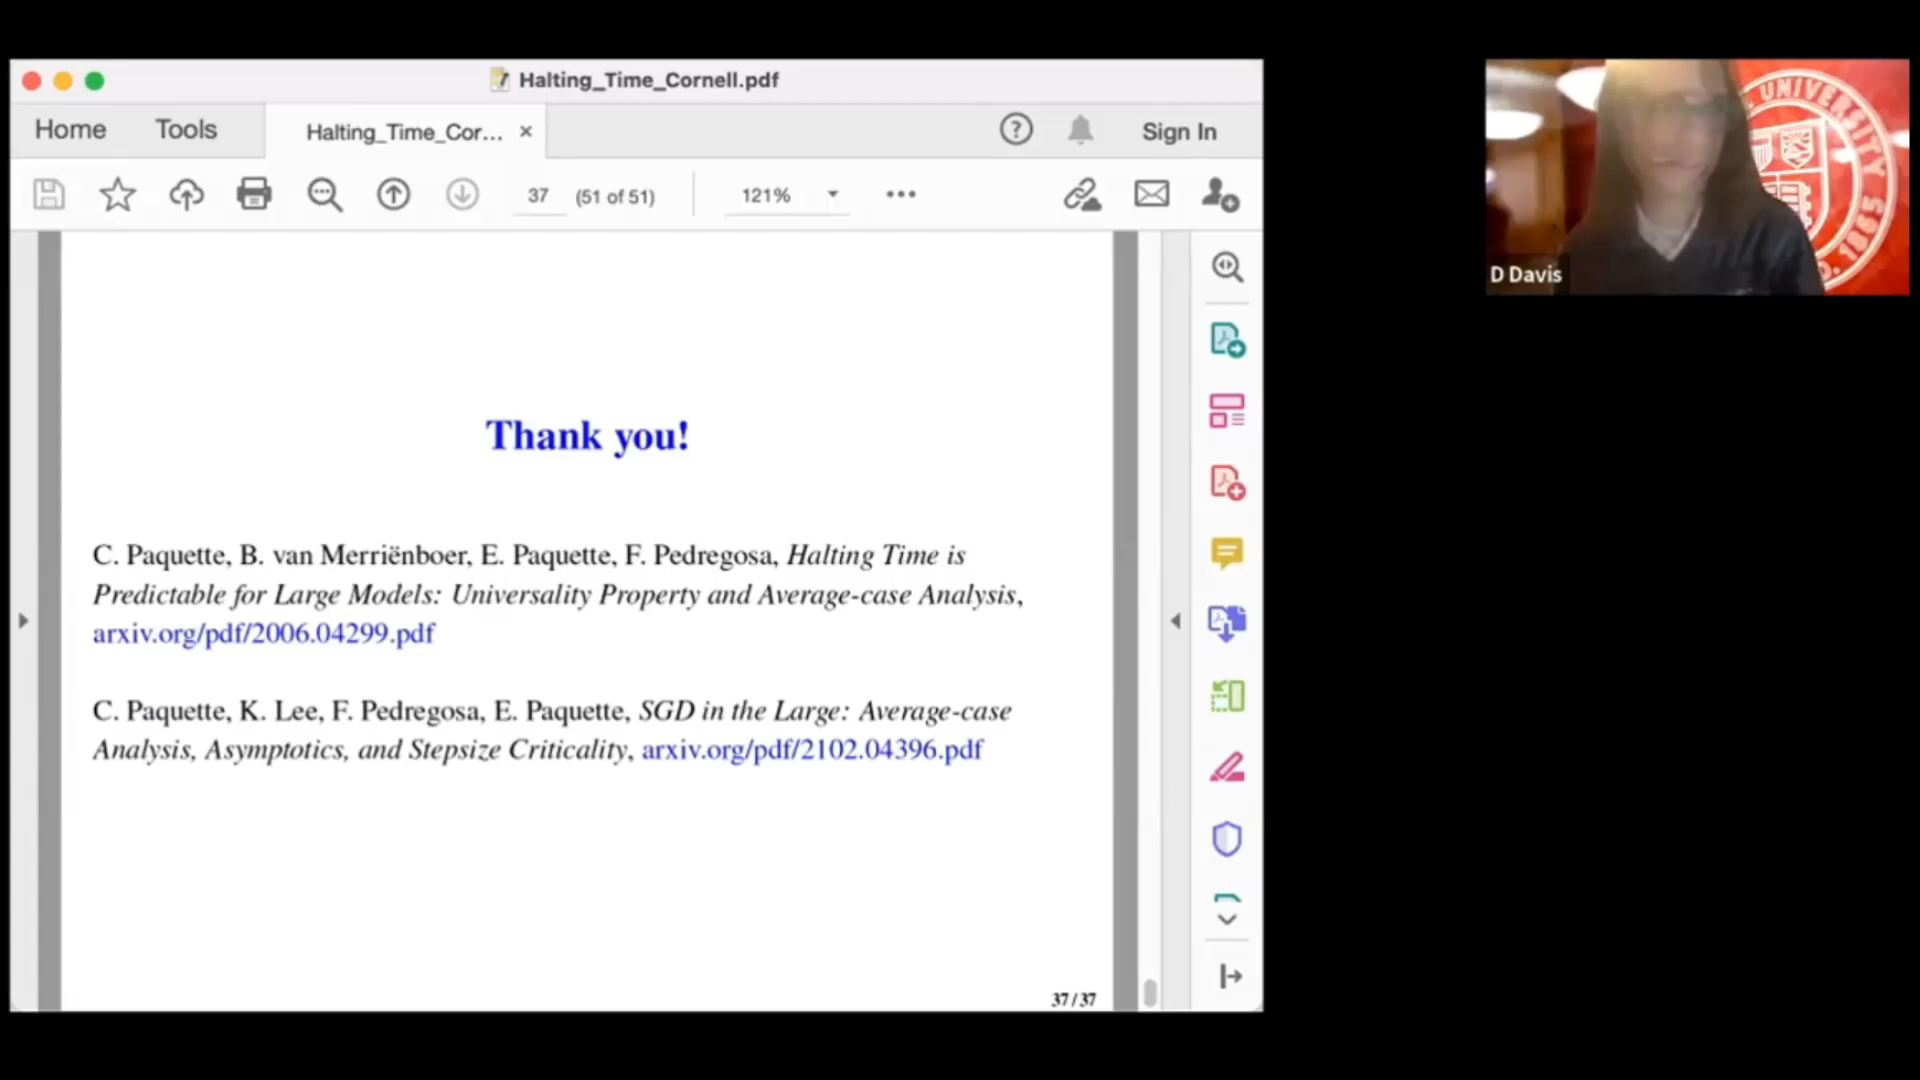 Halting_Time_Cornell.pdf
Home Tools Halting_Time_Cor... × Sign In
37 (51 of 51) 121%
Thank you!
C. Paquette, B. van Merriënboer, E. Paquette, F. Pedregosa, Halting Time is
Predictable for Large Models: Universality Property and Average-case Analysis,
arxiv.org/pdf/2006.04299.pdf
C. Paquette, K. Lee, F. Pedregosa, E. Paquette, SGD in the Large: Average-case
Analysis, Asymptotics, and Stepsize Criticality, arxiv.org/pdf/2102.04396.pdf
37 / 37
UNIVERSITY
1865
D Davis